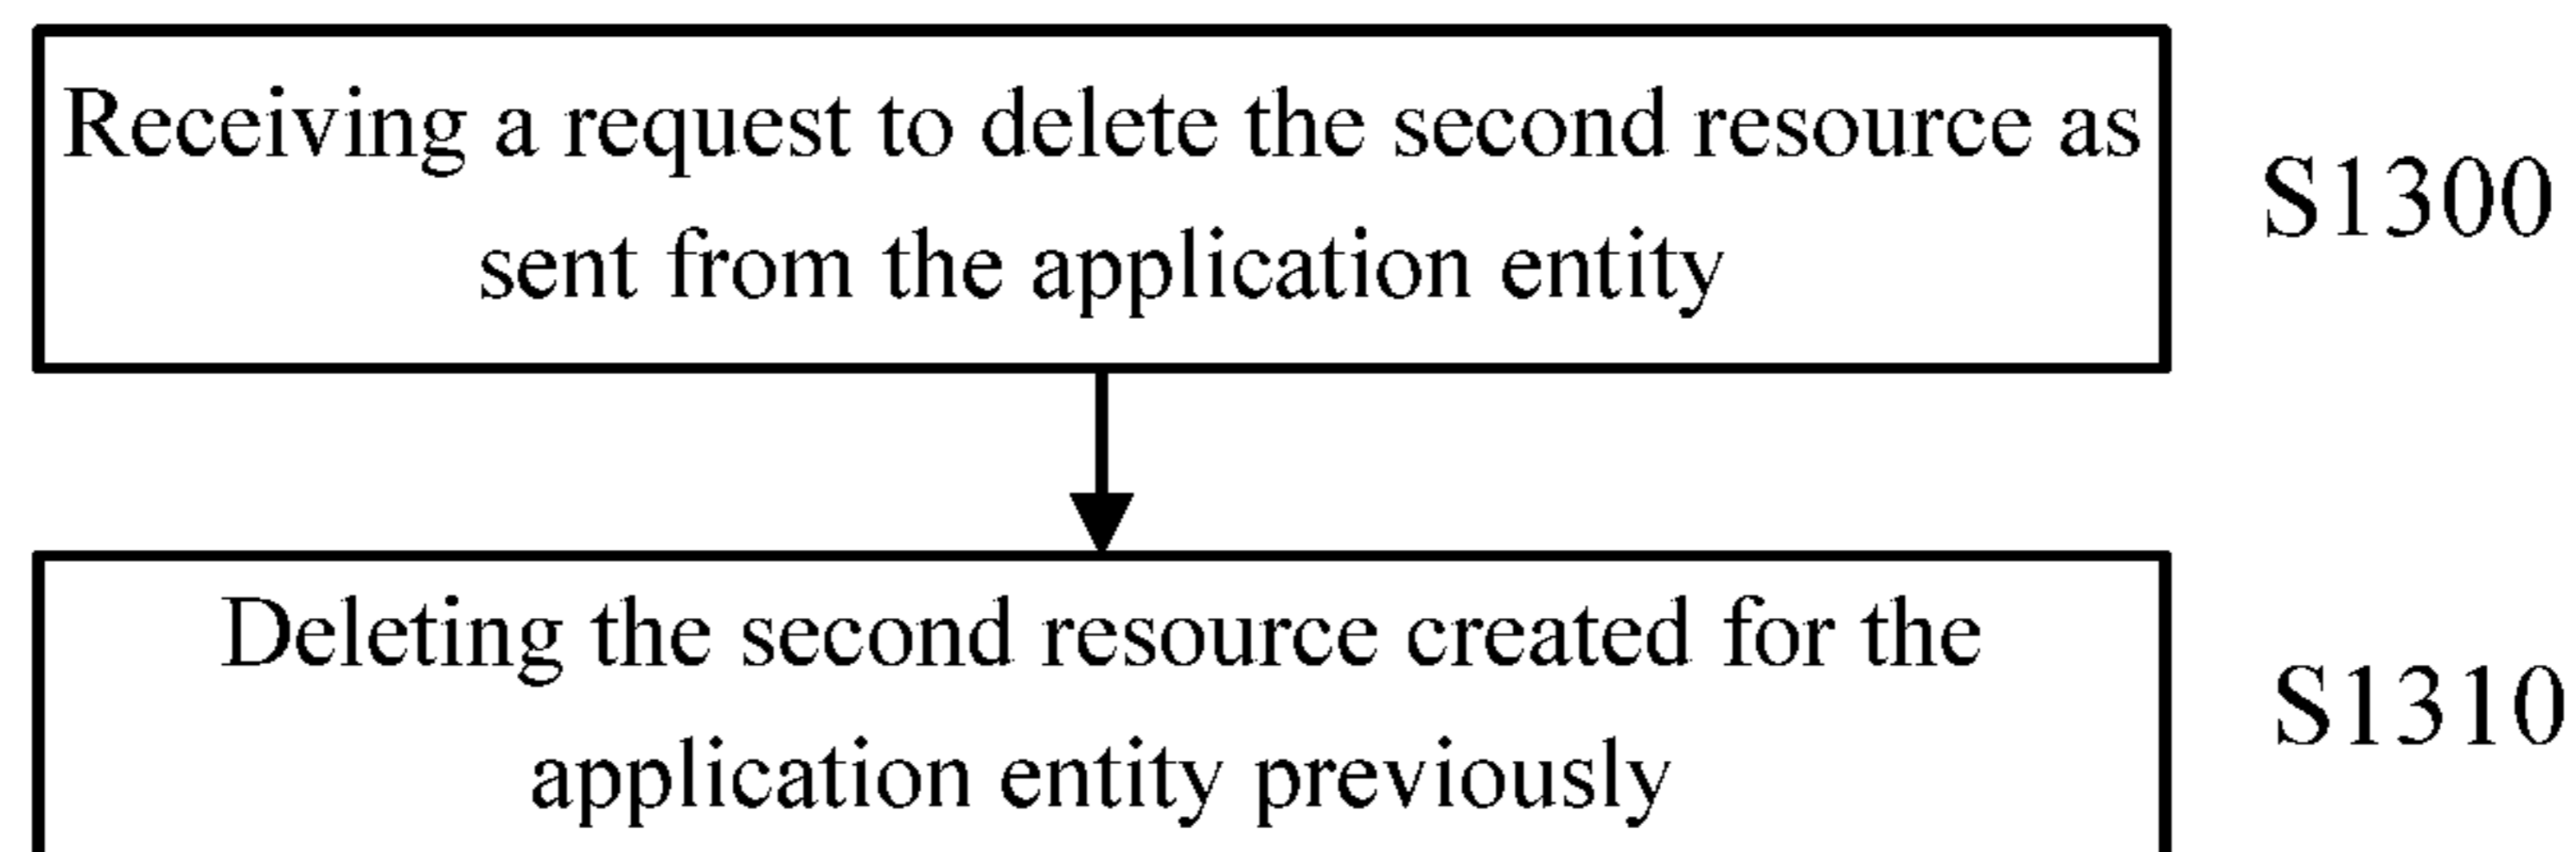 Receiving a request to delete the second resource as
sent from the application entity
S1300
Deleting the second resource created for the
application entity previously
S1310